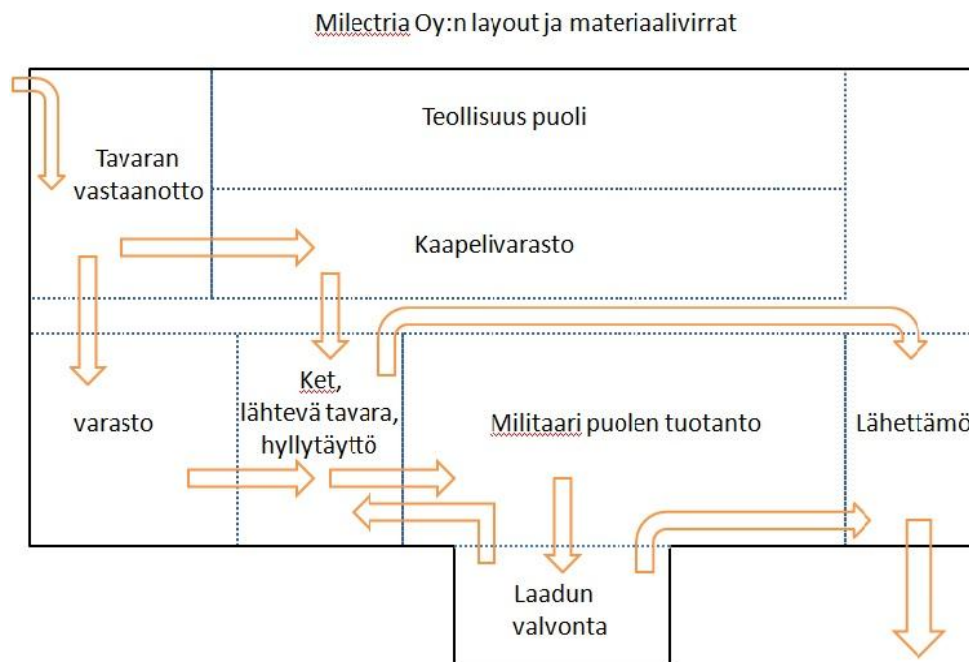 Milectria Oy:n layout ja materiaalivirrat
Teollisuus puoli
Tavaran
vastaanotto
Kaapelivarasto
Ket,
lähtevä tavara,
hyllytäyttö
varasto
Militaari puolen tuotanto
Lähettämö
Laadun
valvonta